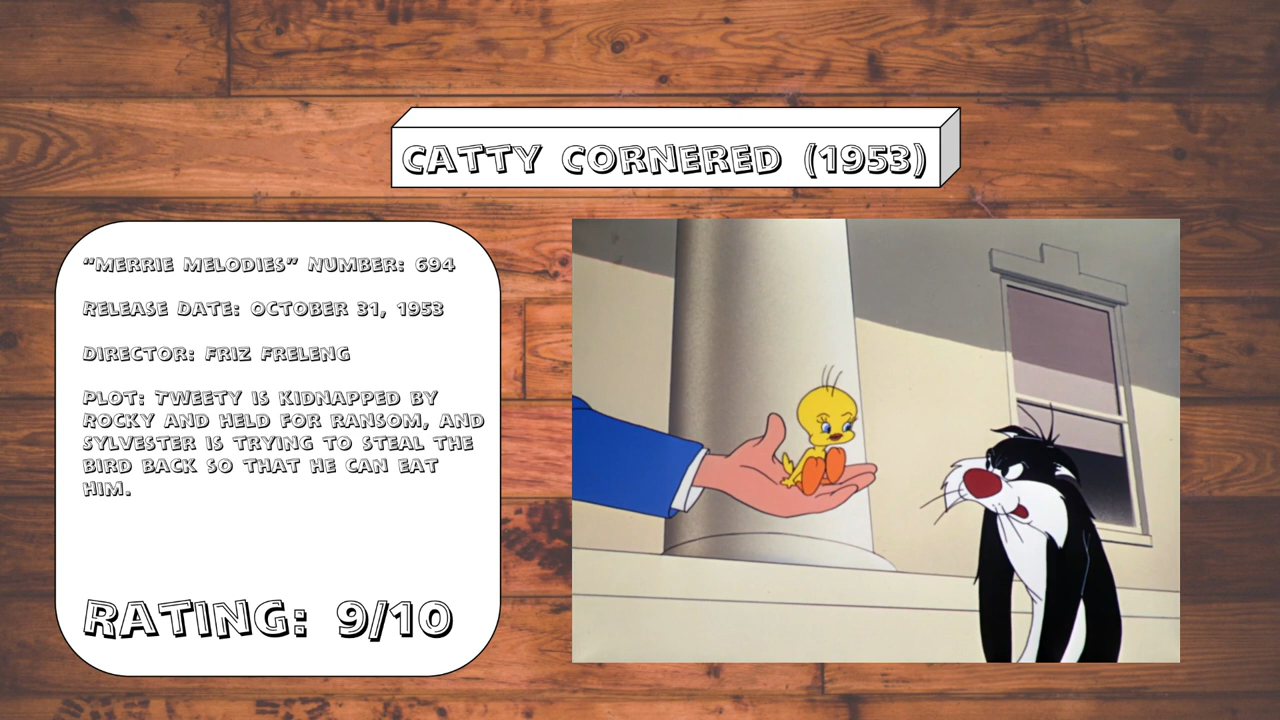 CATTY CORNERED (1953)
"MERRIE MELODIES" NUMBER: 694
RELEASE DATE: OCTOBER 31, 1953
DIRECTOR: FRIZ FRELENG
PLOT: TWEETY IS KIDNAPPED BY
ROCKY AND HELD FOR RANSOM, AND
SYLVESTER IS TRYING TO STEAL THE
BIRD BACK SO THAT HE CAN EAT
HIM.
RATING: 9/10